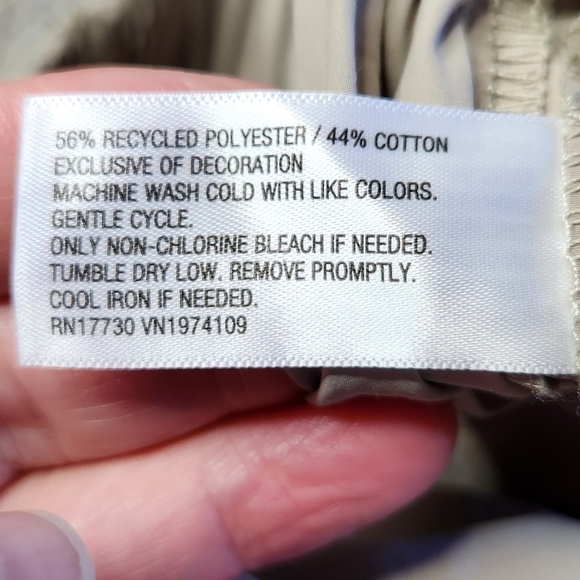 56% RECYCLED POLYESTER / 44% COTTON
EXCLUSIVE OF DECORATION
MACHINE WASH COLD WITH LIKE COLORS.
GENTLE CYCLE.
ONLY NON-CHLORINE BLEACH IF NEEDED.
TUMBLE DRY LOW. REMOVE PROMPTLY.
COOL IRON IF NEEDED.
RN17730 VN1974109